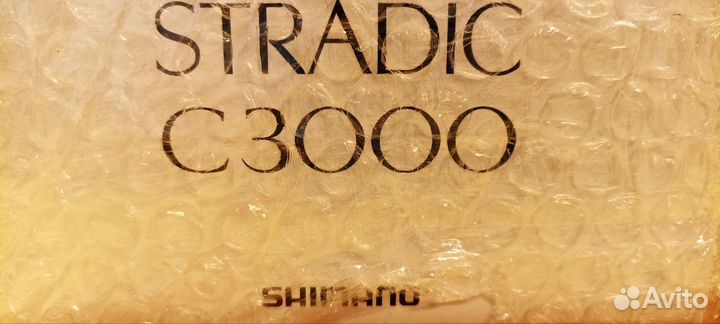 STRADIC
C3000
SHIMANO
Avito